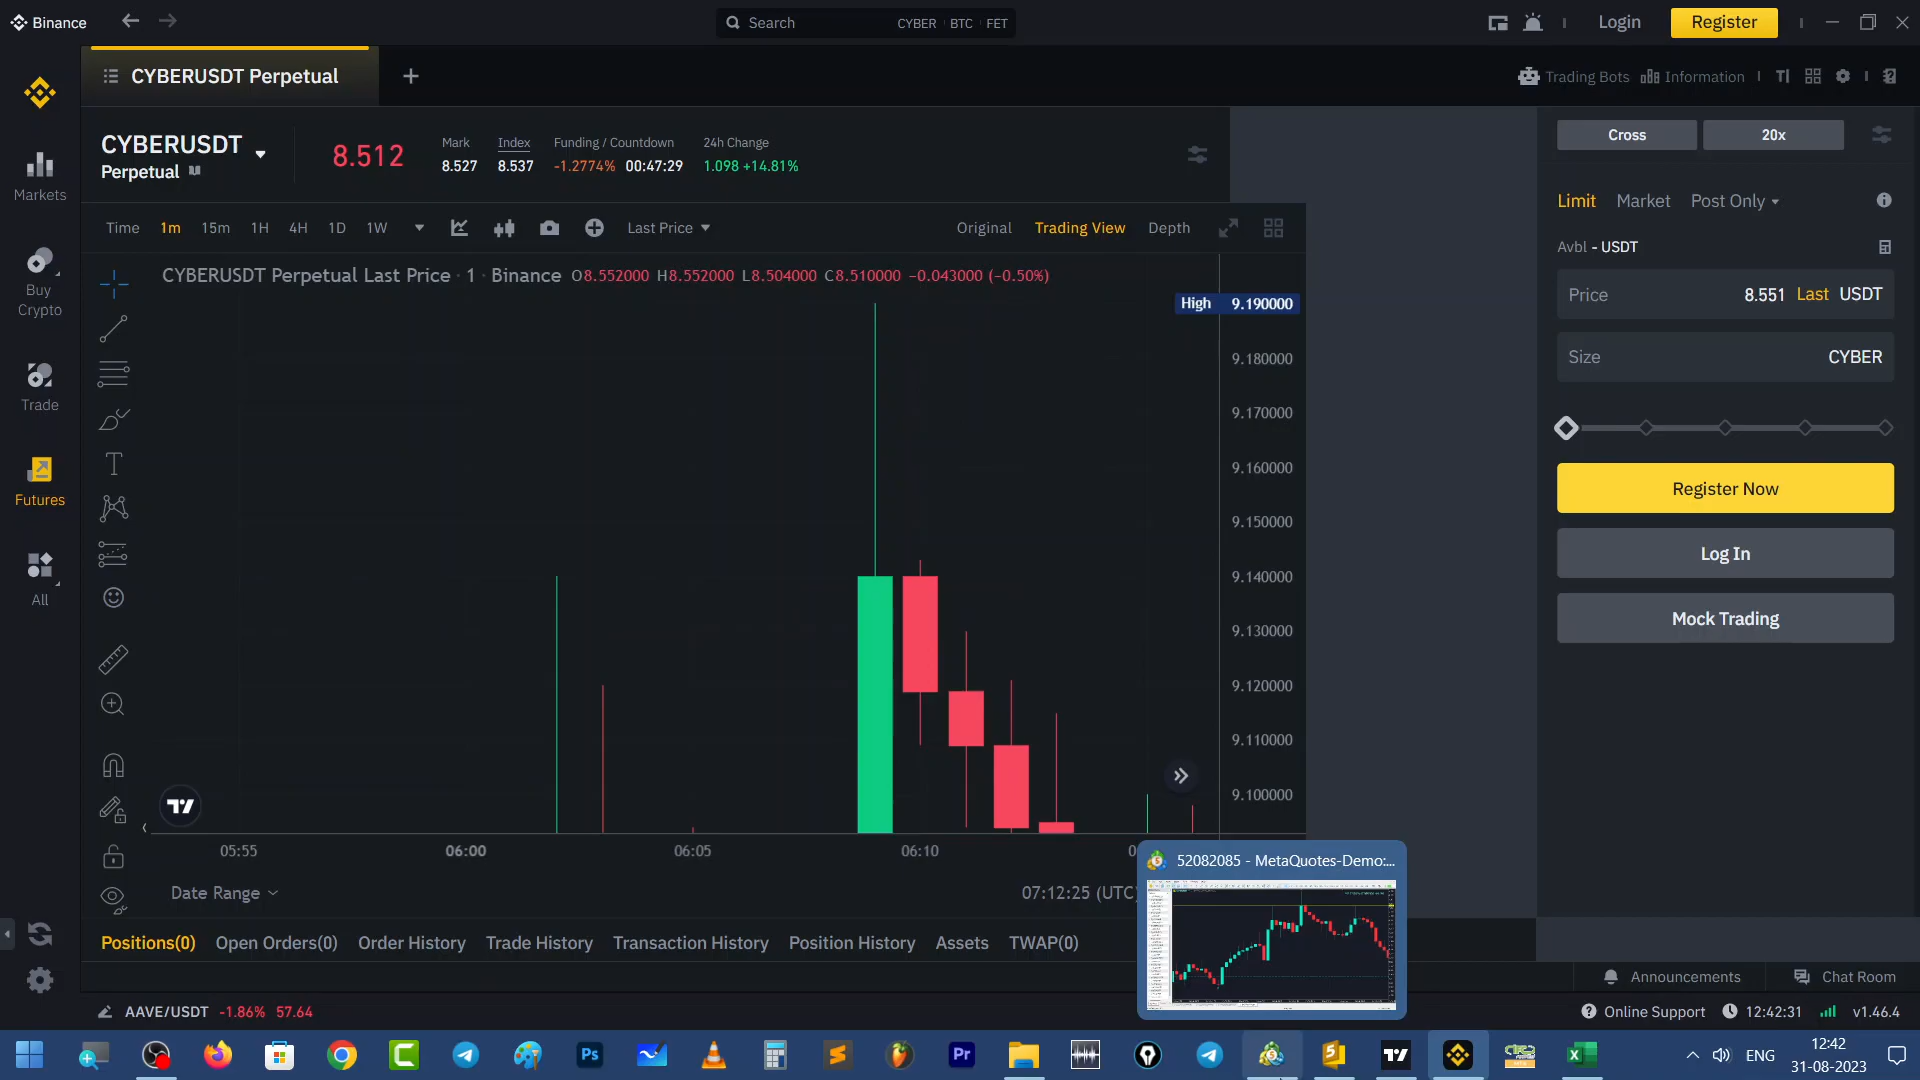 Binance
Search CYBER BTC FET
Login Register
CYBERUSDT Perpetual +
Trading Bots Information
CYBERUSDT
Perpetual
8.512
Mark Index Funding / Countdown 24h Change
8.527 8.537 -1.2774% 00:47:29 1.098 +14.81%
Time 1m 15m 1H 4H 1D 1W Last Price Original Trading View Depth
CYBERUSDT Perpetual Last Price · 1 · Binance O8.552000 H8.552000 L8.504000 C8.510000 −0.043000 (−0.50%)
High 9.190000
9.180000
9.170000
9.160000
9.150000
9.140000
9.130000
9.120000
9.110000
9.100000
05:55 06:00 06:05 06:10
Date Range 07:12:25 (UTC)
Markets
Buy
Crypto
Trade
Futures
All
Cross 20x
Limit Market Post Only
Avbl - USDT
Price 8.551 Last USDT
Size CYBER
Register Now
Log In
Mock Trading
52082085 - MetaQuotes-Demo:...
Positions(0) Open Orders(0) Order History Trade History Transaction History Position History Assets TWAP(0)
Announcements Chat Room
AAVE/USDT -1.86% 57.64
Online Support 12:42:31 v1.46.4
Ps
Pr
ENG
12:42
31-08-2023